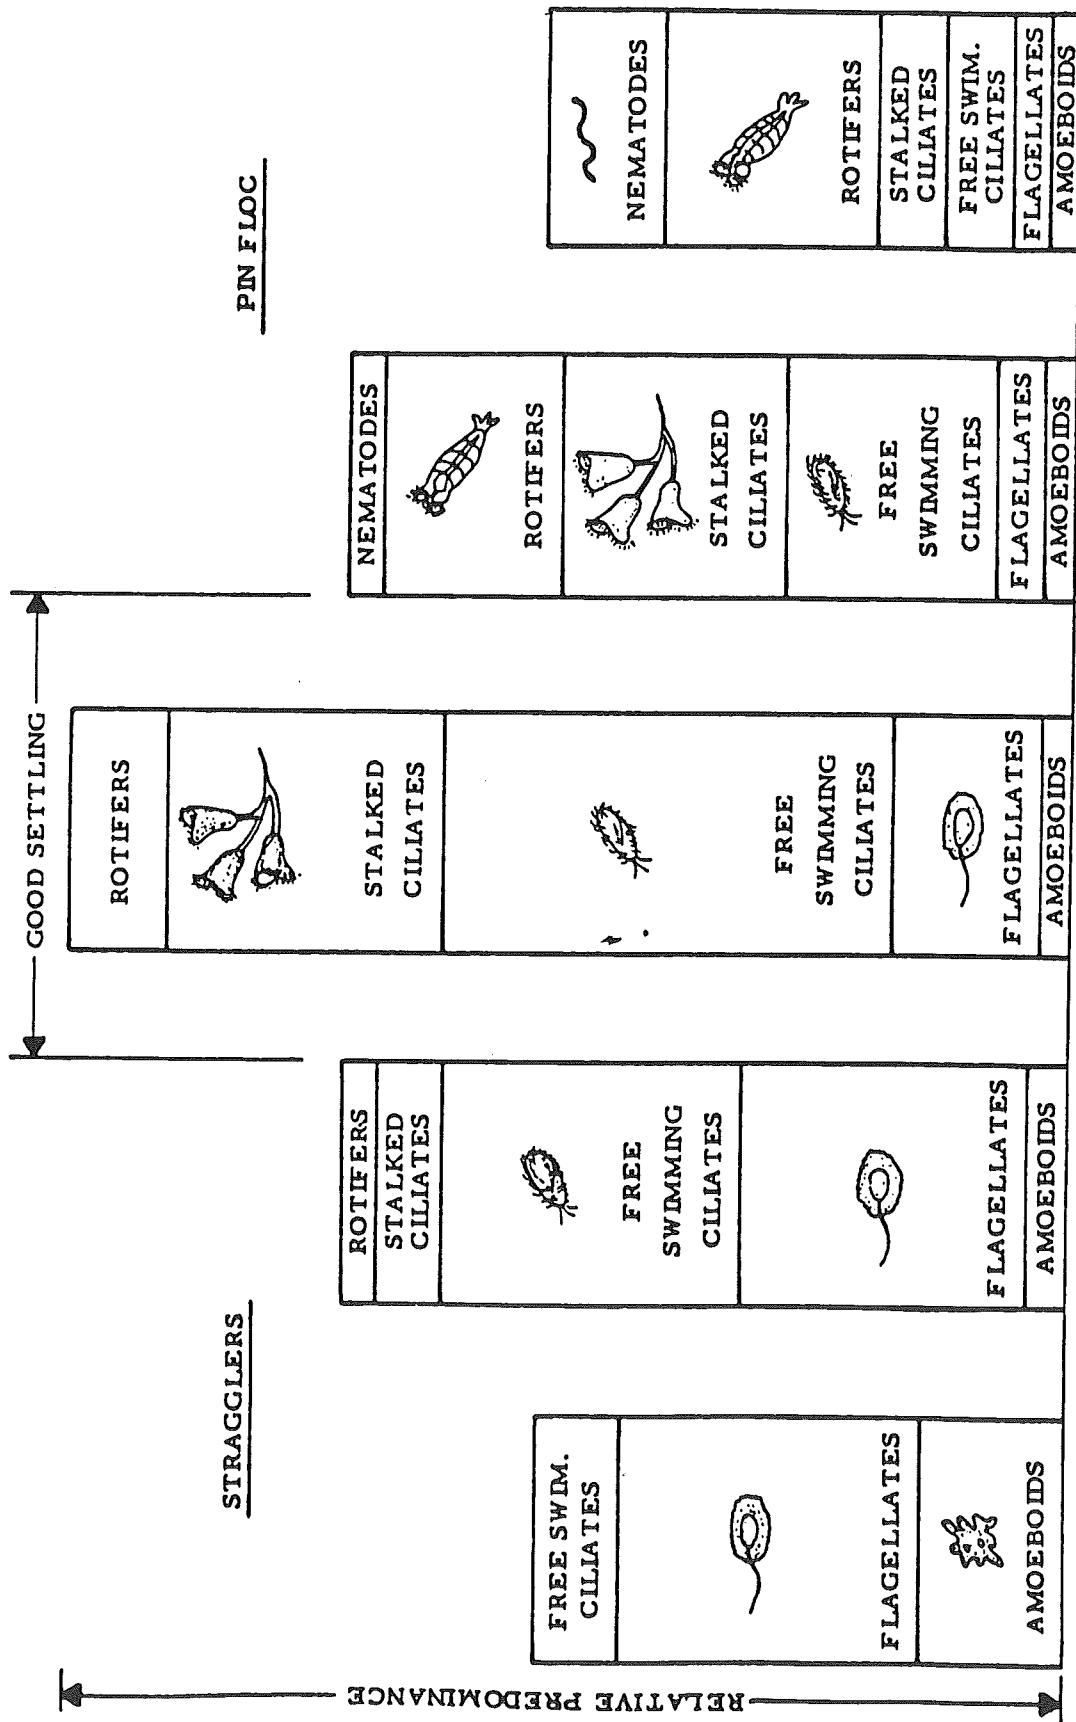 RELATIVE PREDOMINANCE
STRAGGLERS
GOOD SETTLING
PIN FLOC
FREE SWIM.
CILIATES
FLAGELLATES
AMOEBOIDS
ROTIFERS
STALKED
CILIATES
FREE
SWIMMING
CILIATES
FLAGELLATES
AMOEBOIDS
ROTIFERS
STALKED
CILIATES
FREE
SWIMMING
CILIATES
FLAGELLATES
AMOEBOIDS
NEMATODES
ROTIFERS
STALKED
CILIATES
FREE
SWIMMING
CILIATES
FLAGELLATES
AMOEBOIDS
NEMATODES
ROTIFERS
STALKED
CILIATES
FREE SWIM.
CILIATES
FLAGELLATES
AMOEBOIDS